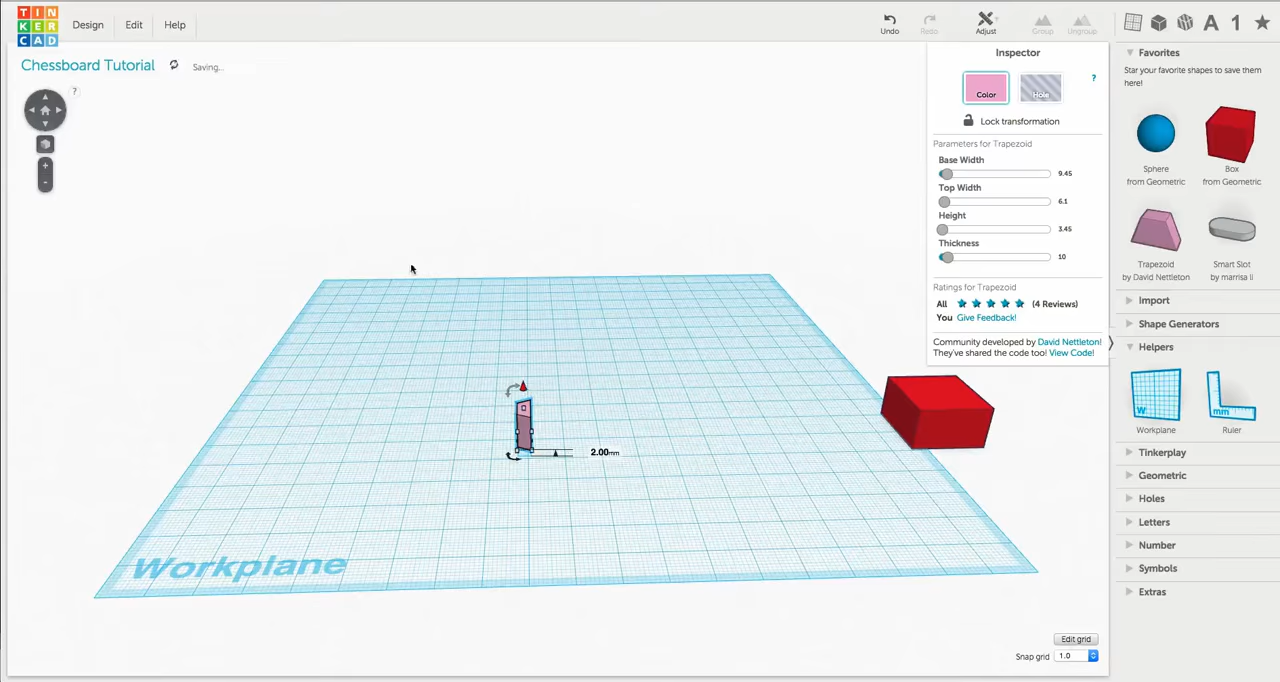 TIN
KER
CAD
Design
Edit
Help
Undo
Redo
Adjust
Group
Ungroup
A 1
Chessboard Tutorial
Saving...
?
Inspector
Color
Hole
?
Lock transformation
Parameters for Trapezoid
Base Width
9.45
Top Width
6.1
Height
3.45
Thickness
10
Ratings for Trapezoid
All (4 Reviews)
You Give Feedback!
Community developed by David Nettleton!
They've shared the code too! View Code!
Favorites
Star your favorite shapes to save them
here!
Sphere
from Geometric
Box
from Geometric
Trapezoid
by David Nettleton
Smart Slot
by marrisa li
Import
Shape Generators
Helpers
W
Workplane
mm
Ruler
Tinkerplay
Geometric
Holes
Letters
Number
Symbols
Extras
2.00mm
Workplane
Edit grid
Snap grid 1.0